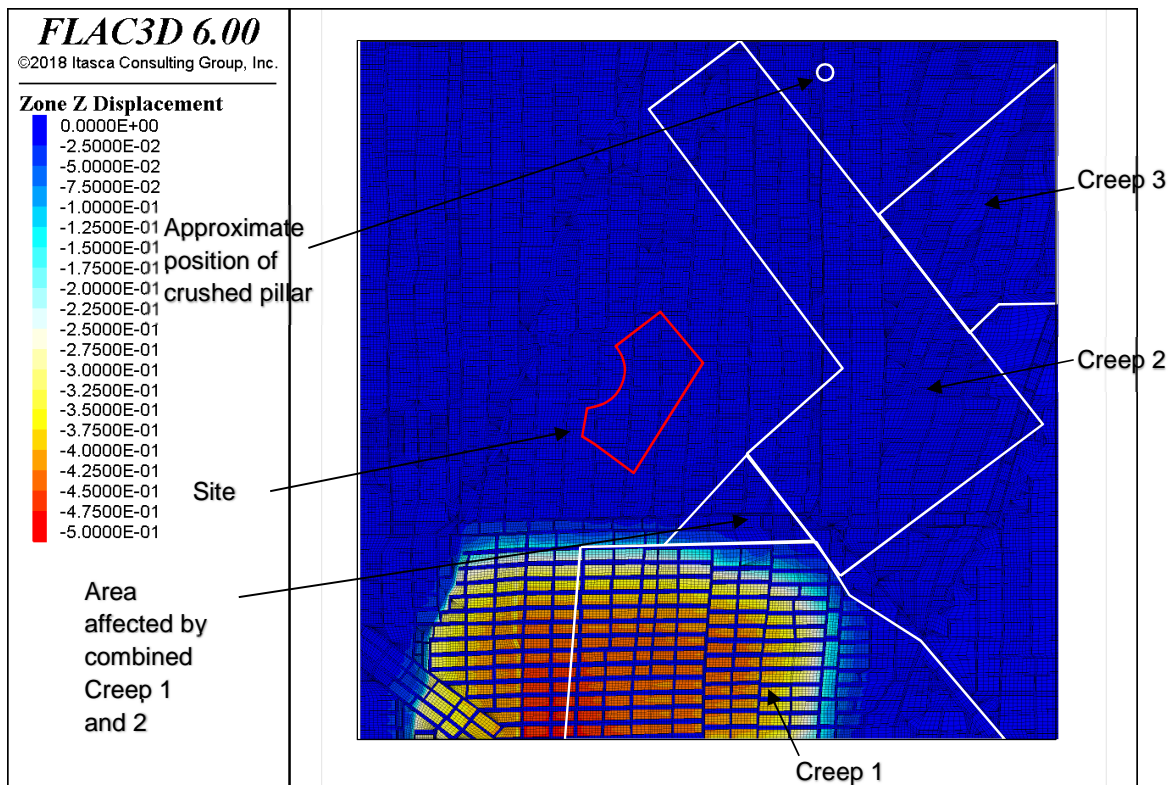 FLAC3D 6.00
©2018 Itasca Consulting Group, Inc.
Zone Z Displacement
0.0000E+00
-2.5000E-02
-5.0000E-02
-7.5000E-02
-1.0000E-01
-1.2500E-01
-1.5000E-01
-1.7500E-01
-2.0000E-01
-2.2500E-01
-2.5000E-01
-2.7500E-01
-3.0000E-01
-3.2500E-01
-3.5000E-01
-3.7500E-01
-4.0000E-01
-4.2500E-01
-4.5000E-01
-4.7500E-01
-5.0000E-01
Approximate
position of
crushed pillar
Site
Area
affected by
combined
Creep 1
and 2
Creep 3
Creep 2
Creep 1